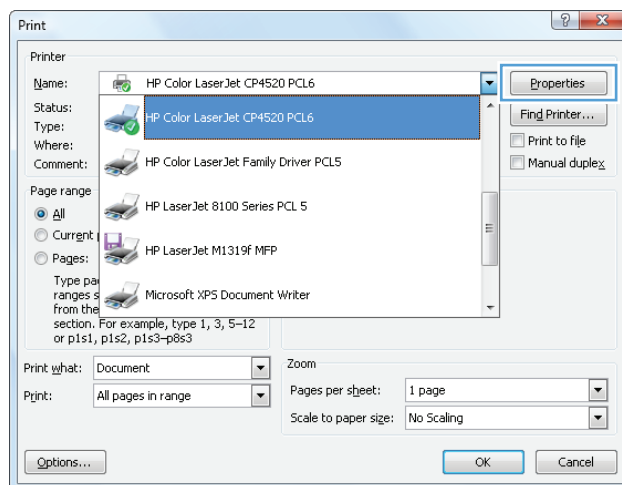 Print
Printer
Name: HP Color LaserJet CP4520 PCL6 Properties
Status: HP Color LaserJet CP4520 PCL6 Find Printer...
Type:
Where: Print to file
Comment: HP Color LaserJet Family Driver PCL5 Manual duplex
Page range
All HP LaserJet 8100 Series PCL 5
Current
Pages: HP LaserJet M1319f MFP
Type
ranges Microsoft XPS Document Writer
from the
section. For example, type 1, 3, 5–12
or p1s1, p1s2, p1s3–p8s3
Print what: Document Zoom
Print: All pages in range Pages per sheet: 1 page
Scale to paper size: No Scaling
Options... OK Cancel